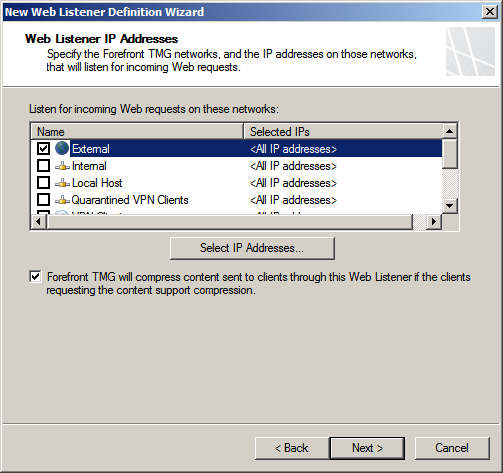 New Web Listener Definition Wizard
Web Listener IP Addresses
Specify the Forefront TMG networks, and the IP addresses on those networks,
that will listen for incoming Web requests.
Listen for incoming Web requests on these networks:
Name Selected IPs
External <All IP addresses>
Internal <All IP addresses>
Local Host <All IP addresses>
Quarantined VPN Clients <All IP addresses>
Select IP Addresses...
Forefront TMG will compress content sent to clients through this Web Listener if the clients
requesting the content support compression.
< Back Next > Cancel